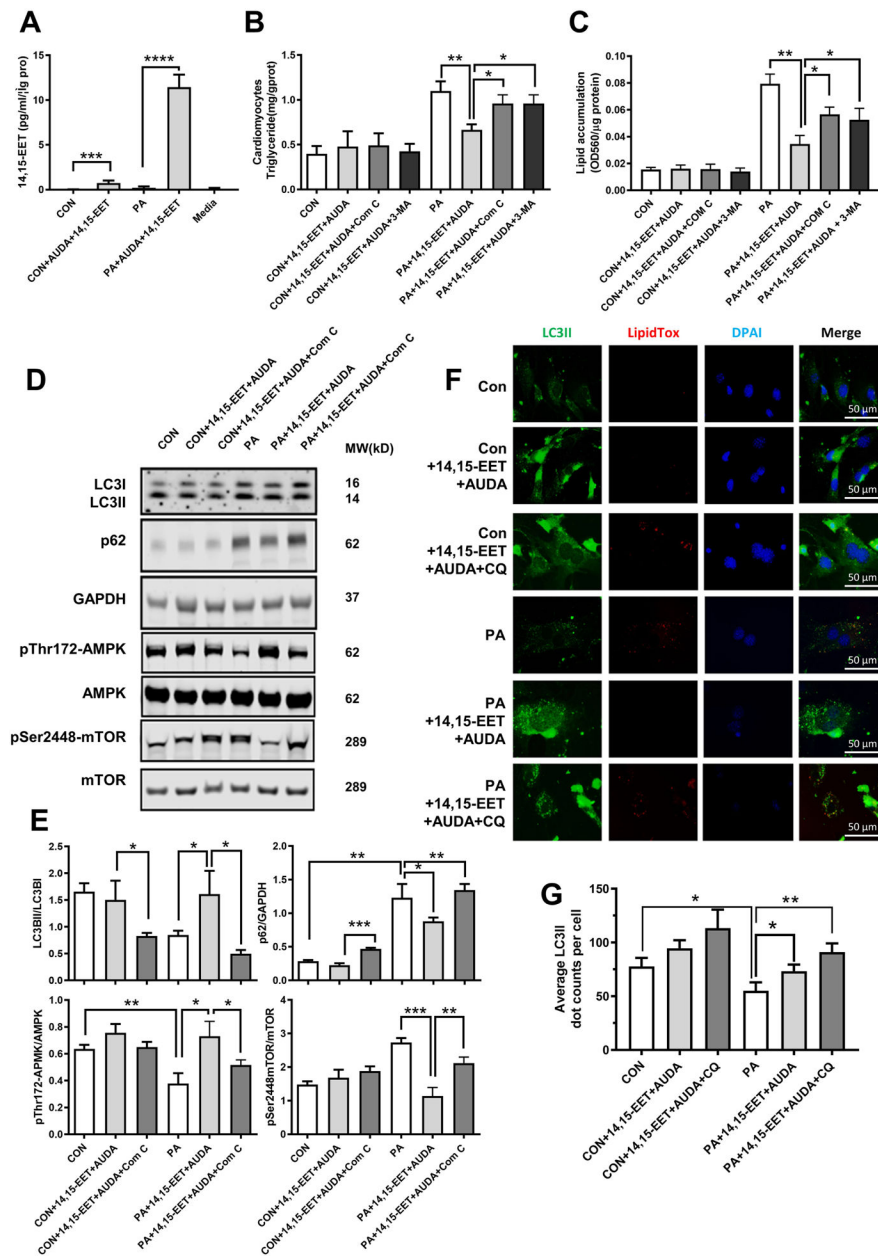 A
14,15-EET (pg/ml/µg pro)
15
10
5
0
***
****
CON
CON+AUDA+14,15-EET
PA
PA+AUDA+14,15-EET
Media
B
Cardiomyocytes
Triglyceride(mg/gprot)
1.5
1.0
0.5
0.0
**
*
*
CON
CON+14,15-EET+AUDA
CON+14,15-EET+AUDA+Com C
CON+14,15-EET+AUDA+3-MA
PA
PA+14,15-EET+AUDA
PA+14,15-EET+AUDA+Com C
PA+14,15-EET+AUDA+3-MA
C
Lipid accumulation
(OD560/µg protein)
0.10
0.08
0.06
0.04
0.02
0.00
**
*
*
CON
CON+14,15-EET+AUDA
CON+14,15-EET+AUDA+COM C
CON+14,15-EET+AUDA+3-MA
PA
PA+14,15-EET+AUDA
PA+14,15-EET+AUDA+COM C
PA+14,15-EET+AUDA + 3-MA
D
CON
CON+14,15-EET+AUDA
CON+14,15-EET+AUDA+Com C
PA
PA+14,15-EET+AUDA
PA+14,15-EET+AUDA+Com C
MW(kD)
LC3I
16
LC3II
14
p62
62
GAPDH
37
pThr172-AMPK
62
AMPK
62
pSer2448-mTOR
289
mTOR
289
F
LC3II
LipidTox
DPAI
Merge
Con
50 µm
Con
+14,15-EET
+AUDA
50 µm
Con
+14,15-EET
+AUDA+CQ
50 µm
PA
50 µm
PA
+14,15-EET
+AUDA
50 µm
PA
+14,15-EET
+AUDA+CQ
50 µm
E
LC3BII/LC3BI
2.5
2.0
1.5
1.0
0.5
0.0
*
*
*
p62/GAPDH
2.0
1.5
1.0
0.5
0.0
**
**
*
***
pThr172-APMK/AMPK
1.0
0.8
0.6
0.4
0.2
0.0
**
*
*
CON
CON+14,15-EET+AUDA
CON+14,15-EET+AUDA+Com C
PA
PA+14,15-EET+AUDA
PA+14,15-EET+AUDA+Com C
pSer2448mTOR/mTOR
4
3
2
1
0
***
**
CON
CON+14,15-EET+AUDA
CON+14,15-EET+AUDA+Com C
PA
PA+14,15-EET+AUDA
PA+14,15-EET+AUDA+Com C
G
Average LC3II
dot counts per cell
150
100
75
50
25
0
*
**
*
CON
CON+14,15-EET+AUDA
CON+14,15-EET+AUDA+CQ
PA
PA+14,15-EET+AUDA
PA+14,15-EET+AUDA+CQ